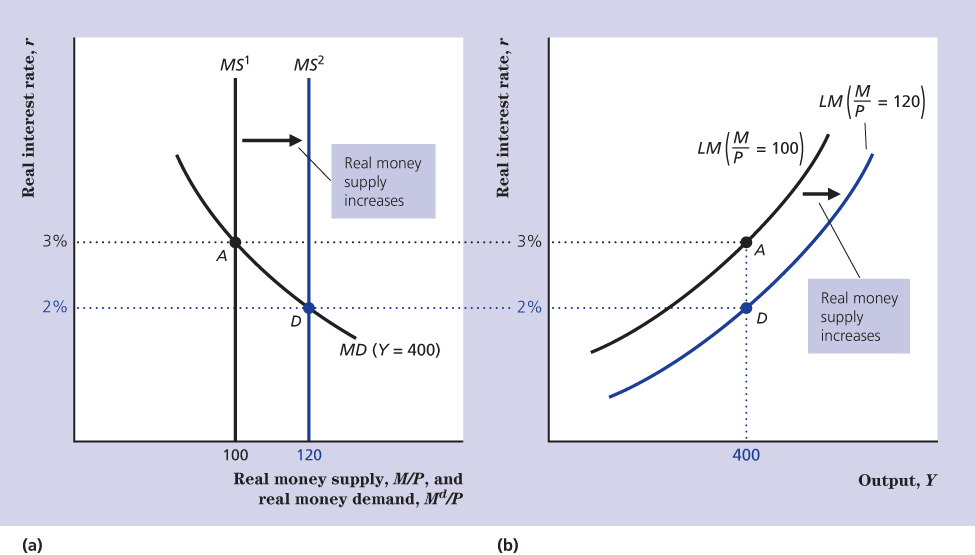 Real interest rate, r
MS¹
MS²
Real money
supply
increases
3%
A
2%
D
MD (Y = 400)
100
120
Real money supply, M/P, and
real money demand, Mᵈ/P
(a)
Real interest rate, r
LM (M/P = 100)
LM (M/P = 120)
3%
A
2%
D
Real money
supply
increases
400
Output, Y
(b)